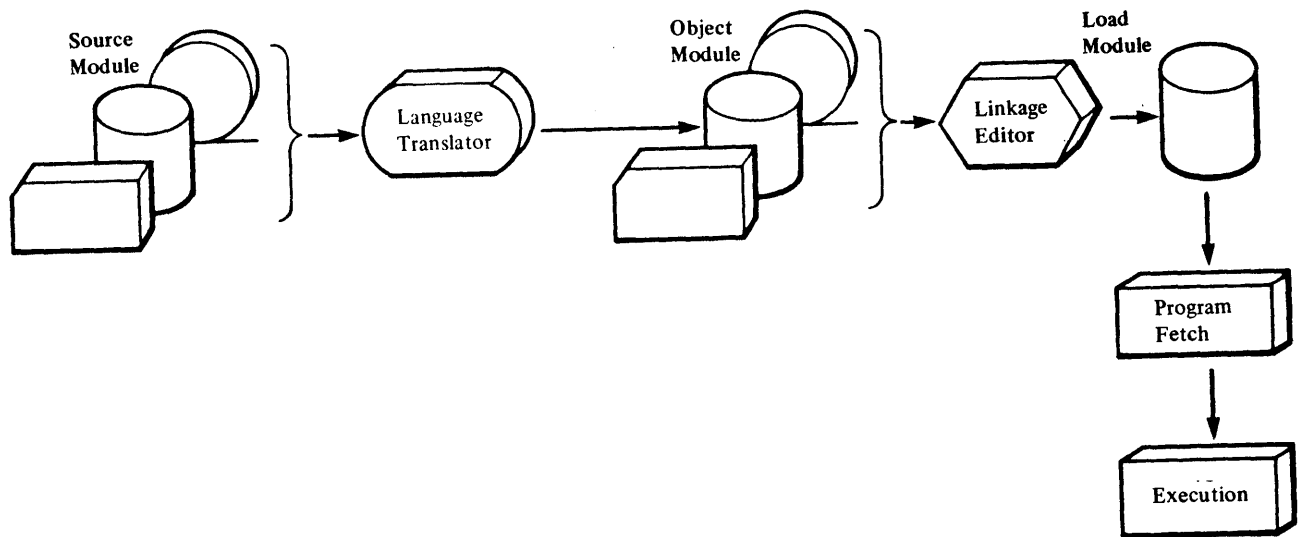 Source
Module
Language
Translator
Object
Module
Linkage
Editor
Load
Module
Program
Fetch
Execution